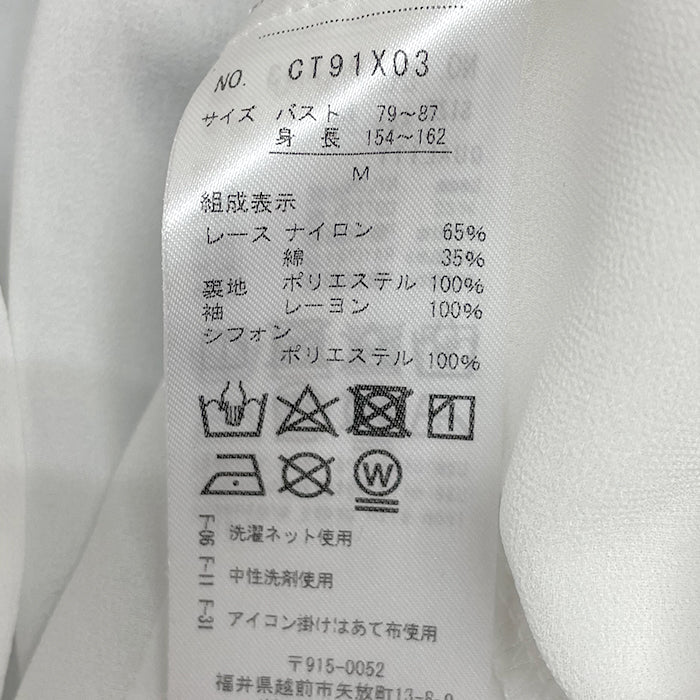 NO. CT91X03
サイズ バスト 79～87
身長 154～162
M
組成表示
レース ナイロン 65%
綿 35%
裏地 ポリエステル 100%
袖 レーヨン 100%
シフォン
ポリエステル 100%
W
F-06 洗濯ネット使用
F-11 中性洗剤使用
F-31 アイコン掛けはあて布使用
〒915-0052
福井県越前市矢放町13-8-9